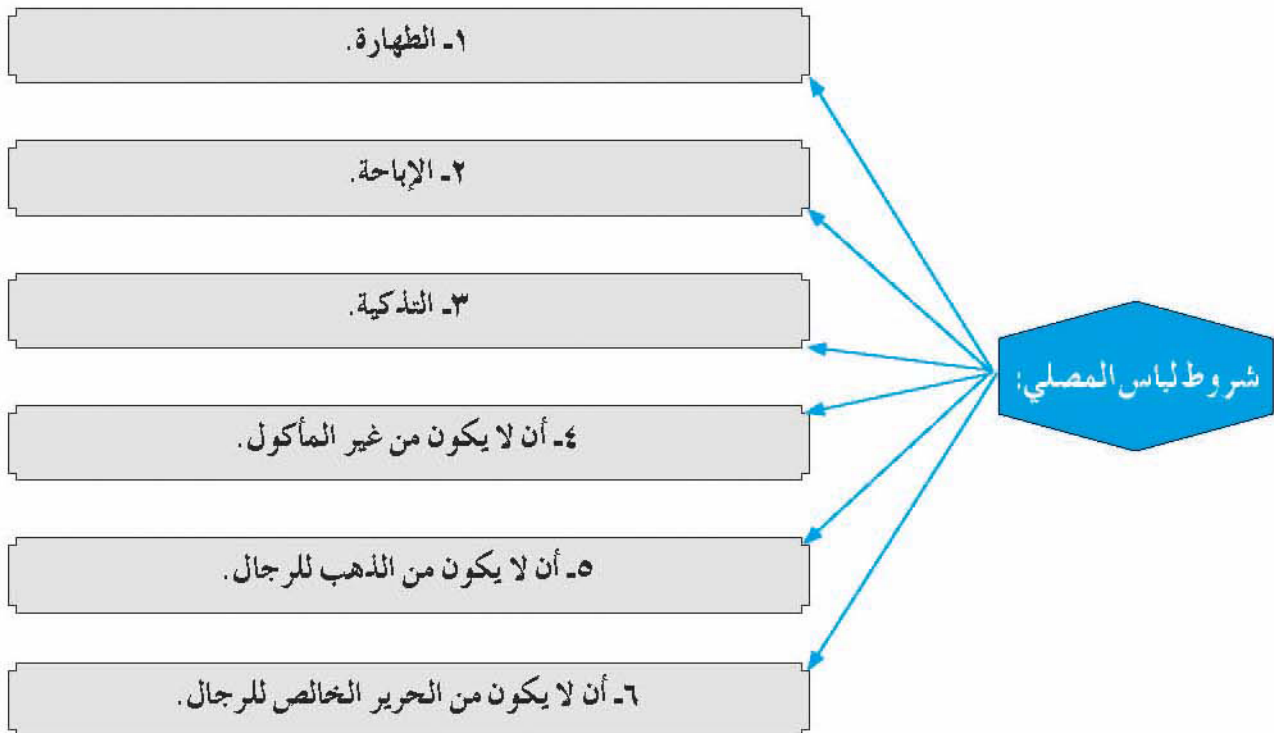 شروط لباس المصلي:
١ـ الطهارة.
٢ـ الإباحة.
٣ـ التذكية.
٤ـ أن لا يكون من غير المأكول.
٥ـ أن لا يكون من الذهب للرجال.
٦ـ أن لا يكون من الحرير الخالص للرجال.